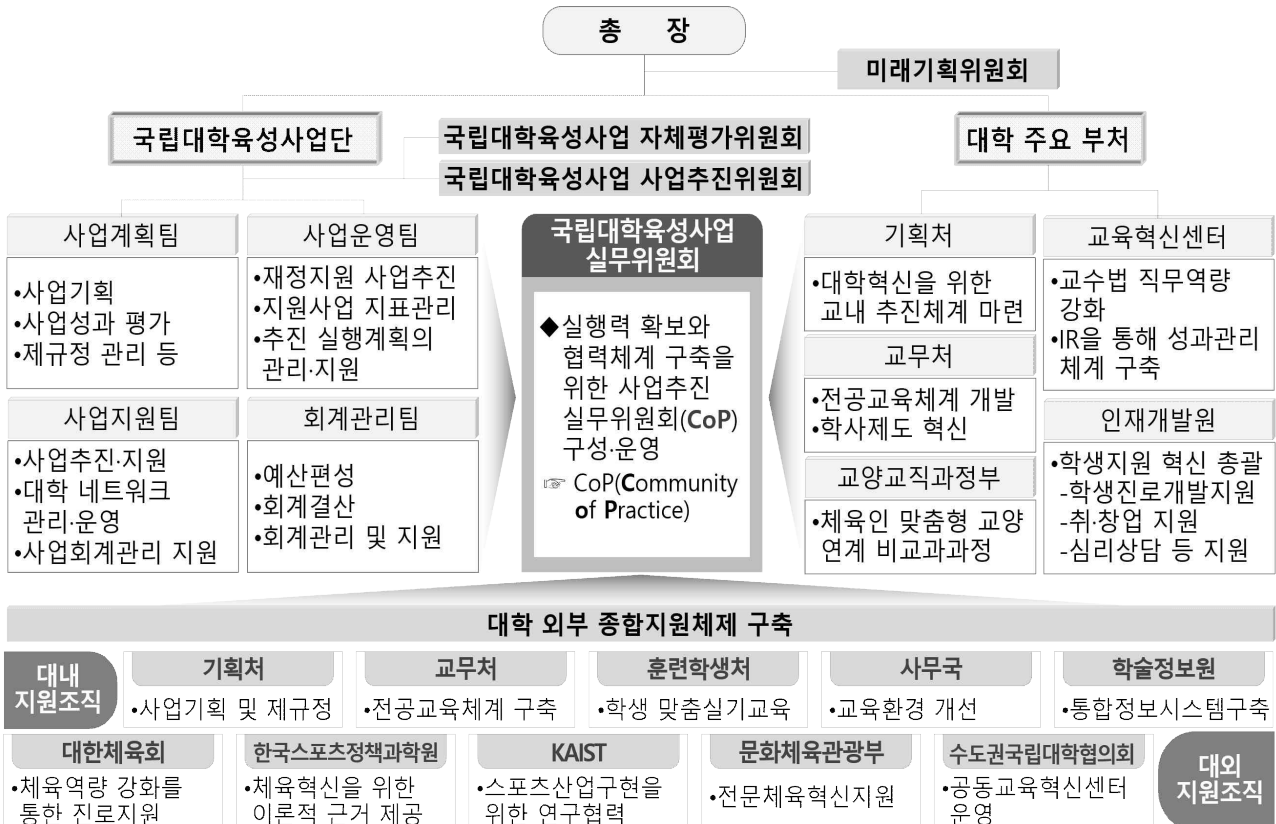 총 장
미래기획위원회
국립대학육성사업단
국립대학육성사업 자체평가위원회
국립대학육성사업 사업추진위원회
대학 주요 부처
사업계획팀
•사업기획
•사업성과 평가
•제규정 관리 등
사업운영팀
•재정지원 사업추진
•지원사업 지표관리
•추진 실행계획의
관리·지원
사업지원팀
•사업추진·지원
•대학 네트워크
관리·운영
•사업회계관리 지원
회계관리팀
•예산편성
•회계결산
•회계관리 및 지원
국립대학육성사업
실무위원회
◆실행력 확보와
협력체계 구축을
위한 사업추진
실무위원회(CoP)
구성·운영
☞ CoP(Community
of Practice)
기획처
•대학혁신을 위한
교내 추진체계 마련
교무처
•전공교육체계 개발
•학사제도 혁신
교양교직과정부
•체육인 맞춤형 교양
연계 비교과과정
교육혁신센터
•교수법 직무역량
강화
•IR을 통해 성과관리
체계 구축
인재개발원
•학생지원 혁신 총괄
-학생진로개발지원
-취·창업 지원
-심리상담 등 지원
대학 외부 종합지원체제 구축
대내
지원조직
기획처
•사업기획 및 제규정
교무처
•전공교육체계 구축
훈련학생처
•학생 맞춤실기교육
사무국
•교육환경 개선
학술정보원
•통합정보시스템구축
대한체육회
•체육역량 강화를
통한 진로지원
한국스포츠정책과학원
•체육혁신을 위한
이론적 근거 제공
KAIST
•스포츠산업구현을
위한 연구협력
문화체육관광부
•전문체육혁신지원
수도권국립대학협의회
•공동교육혁신센터
운영
대외
지원조직